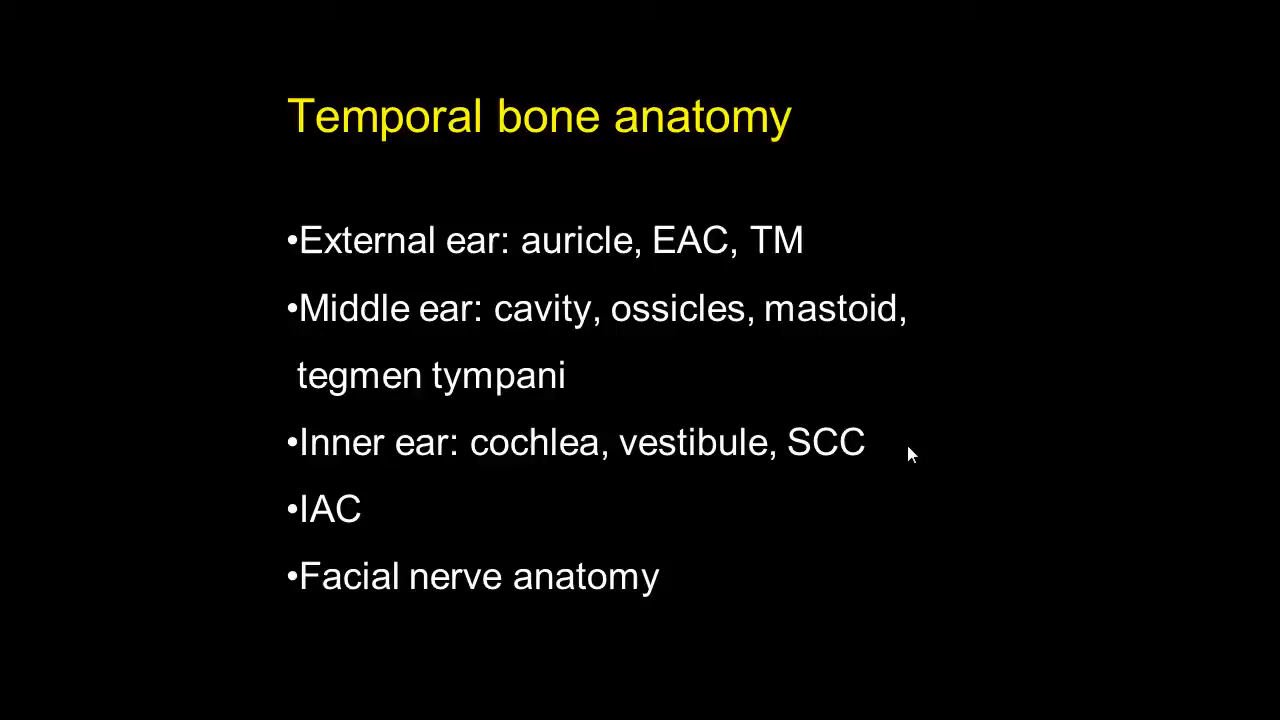 Temporal bone anatomy
•External ear: auricle, EAC, TM
•Middle ear: cavity, ossicles, mastoid,
tegmen tympani
•Inner ear: cochlea, vestibule, SCC
•IAC
•Facial nerve anatomy